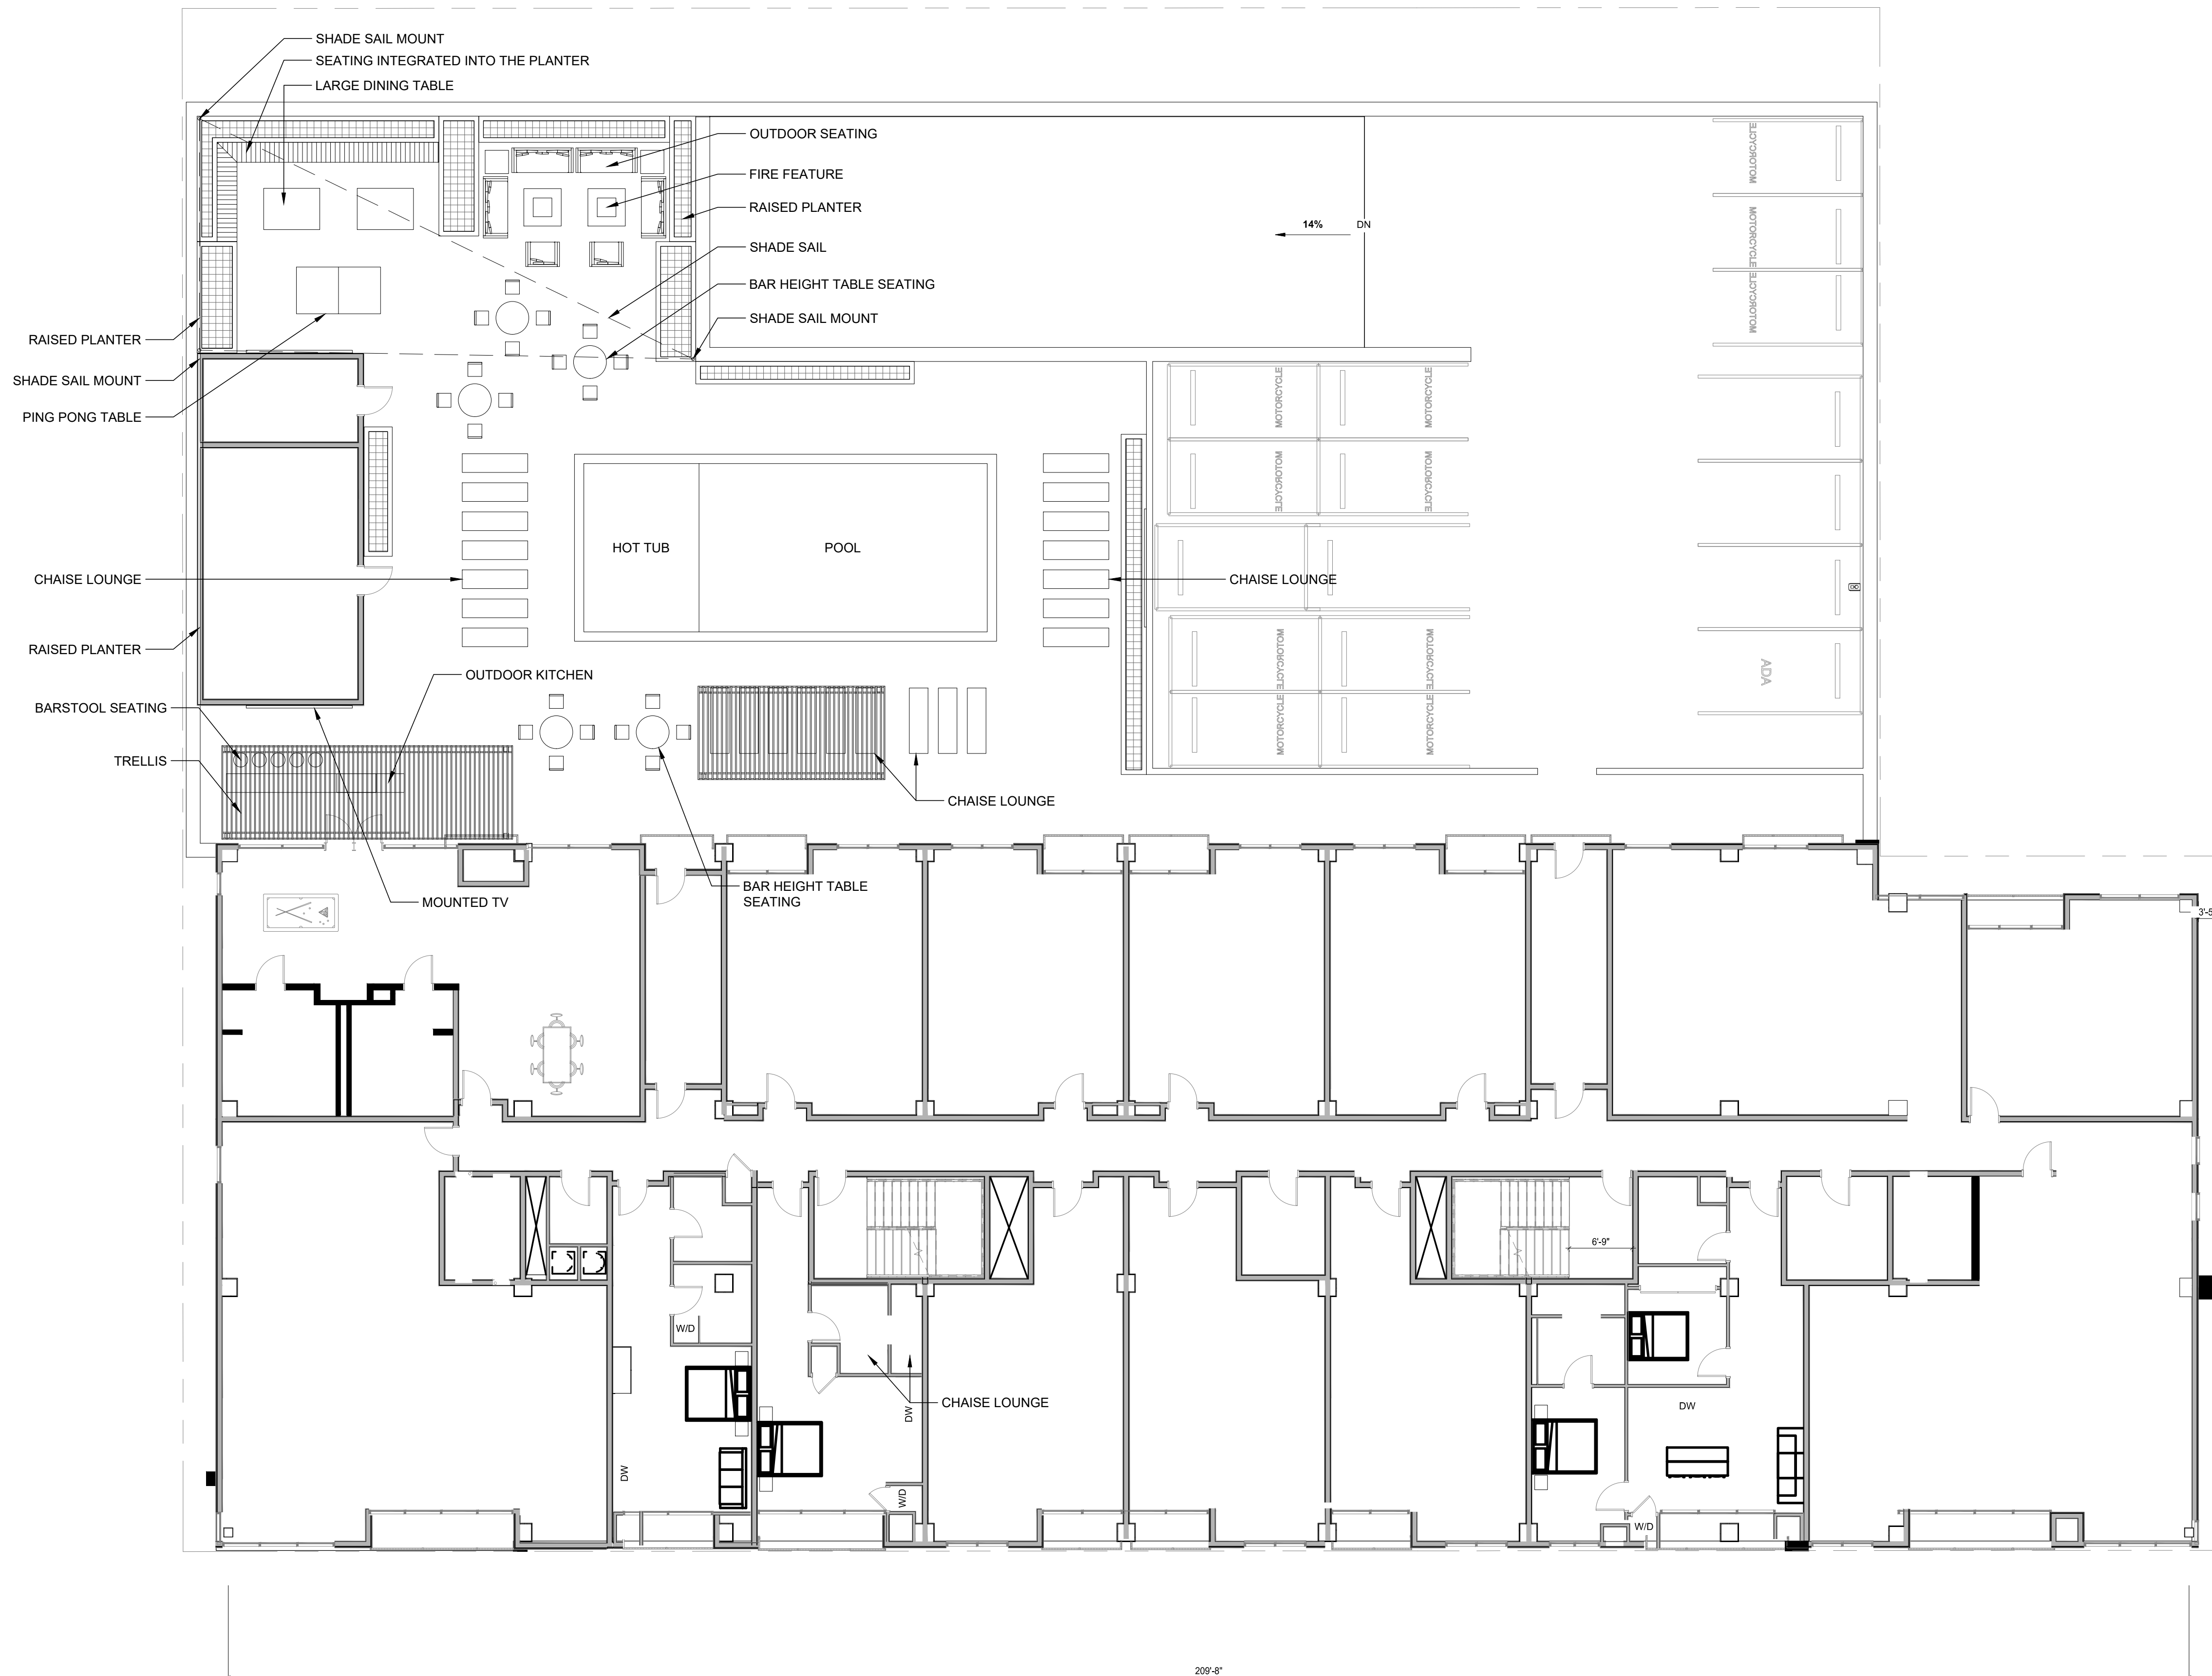 SHADE SAIL MOUNT
SEATING INTEGRATED INTO THE PLANTER
LARGE DINING TABLE
OUTDOOR SEATING
FIRE FEATURE
RAISED PLANTER
14%
DN
SHADE SAIL
BAR HEIGHT TABLE SEATING
SHADE SAIL MOUNT
RAISED PLANTER
SHADE SAIL MOUNT
PING PONG TABLE
MOTORCYCLE
MOTORCYCLE
MOTORCYCLE
MOTORCYCLE
MOTORCYCLE
MOTORCYCLE
MOTORCYCLE
HOT TUB
POOL
CHAISE LOUNGE
CHAISE LOUNGE
RAISED PLANTER
MOTORCYCLE
MOTORCYCLE
MOTORCYCLE
MOTORCYCLE
ADA
OUTDOOR KITCHEN
BARSTOOL SEATING
TRELLIS
CHAISE LOUNGE
BAR HEIGHT TABLE
SEATING
MOUNTED TV
3'-5
6'-9"
W/D
CHAISE LOUNGE
DW
DW
DW
W/D
W/D
209'-8"